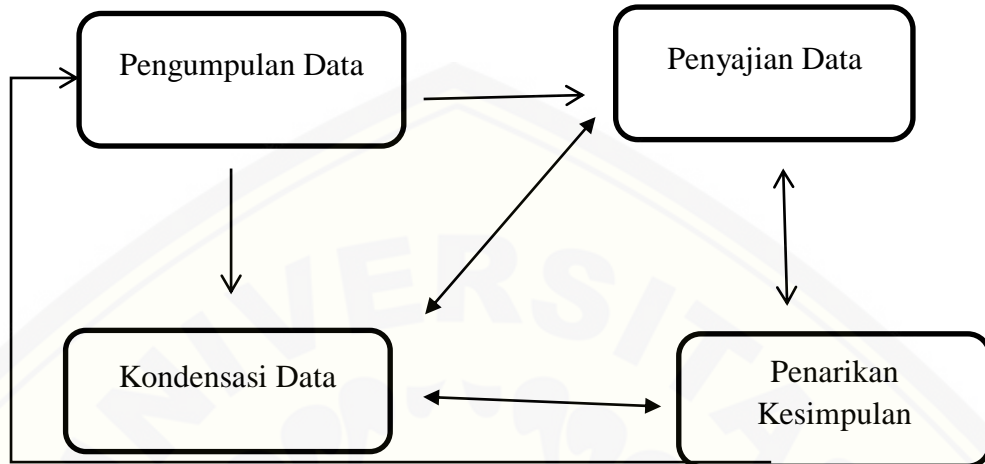 Pengumpulan Data
Penyajian Data
Kondensasi Data
Penarikan
Kesimpulan